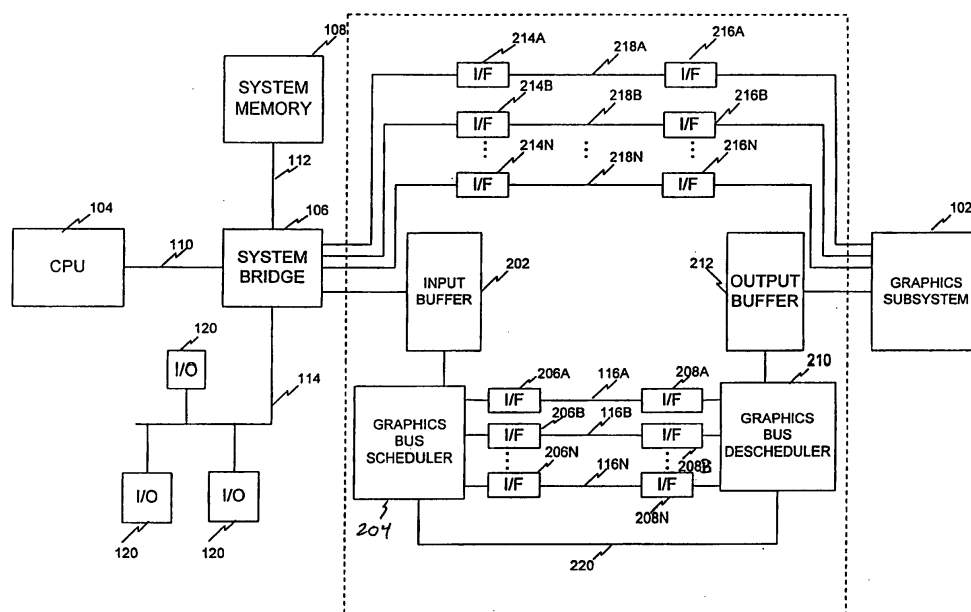 108
SYSTEM
MEMORY
112
104
CPU
110
106
SYSTEM
BRIDGE
114
120
I/O
I/O
120
I/O
120
214A
I/F
218A
216A
I/F
214B
I/F
218B
216B
I/F
214N
I/F
218N
216N
I/F
INPUT
BUFFER
202
212
OUTPUT
BUFFER
102
GRAPHICS
SUBSYSTEM
GRAPHICS
BUS
SCHEDULER
204
206A
I/F
116A
208A
I/F
206B
I/F
116B
I/F
208B
206N
I/F
116N
I/F
208N
210
GRAPHICS
BUS
DESCHEDULER
220